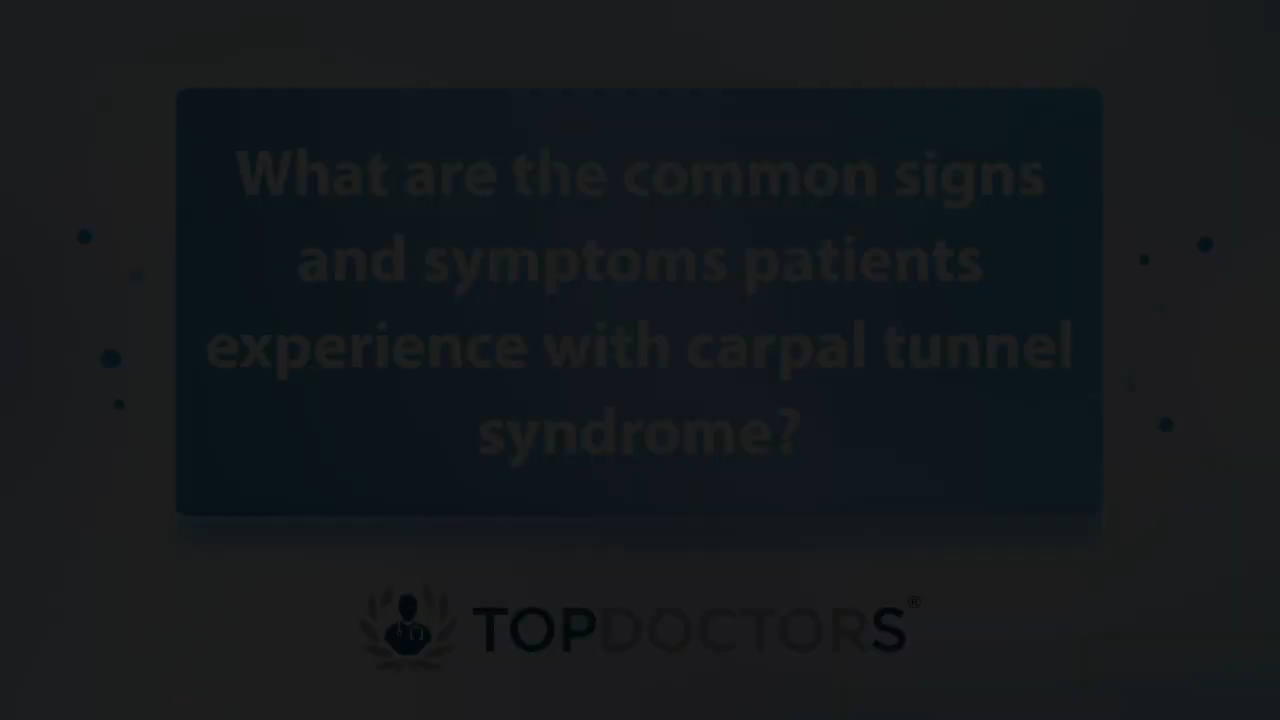 What are the common signs
and symptoms patients
experience with carpal tunnel
syndrome?
TOPDOCTORS®